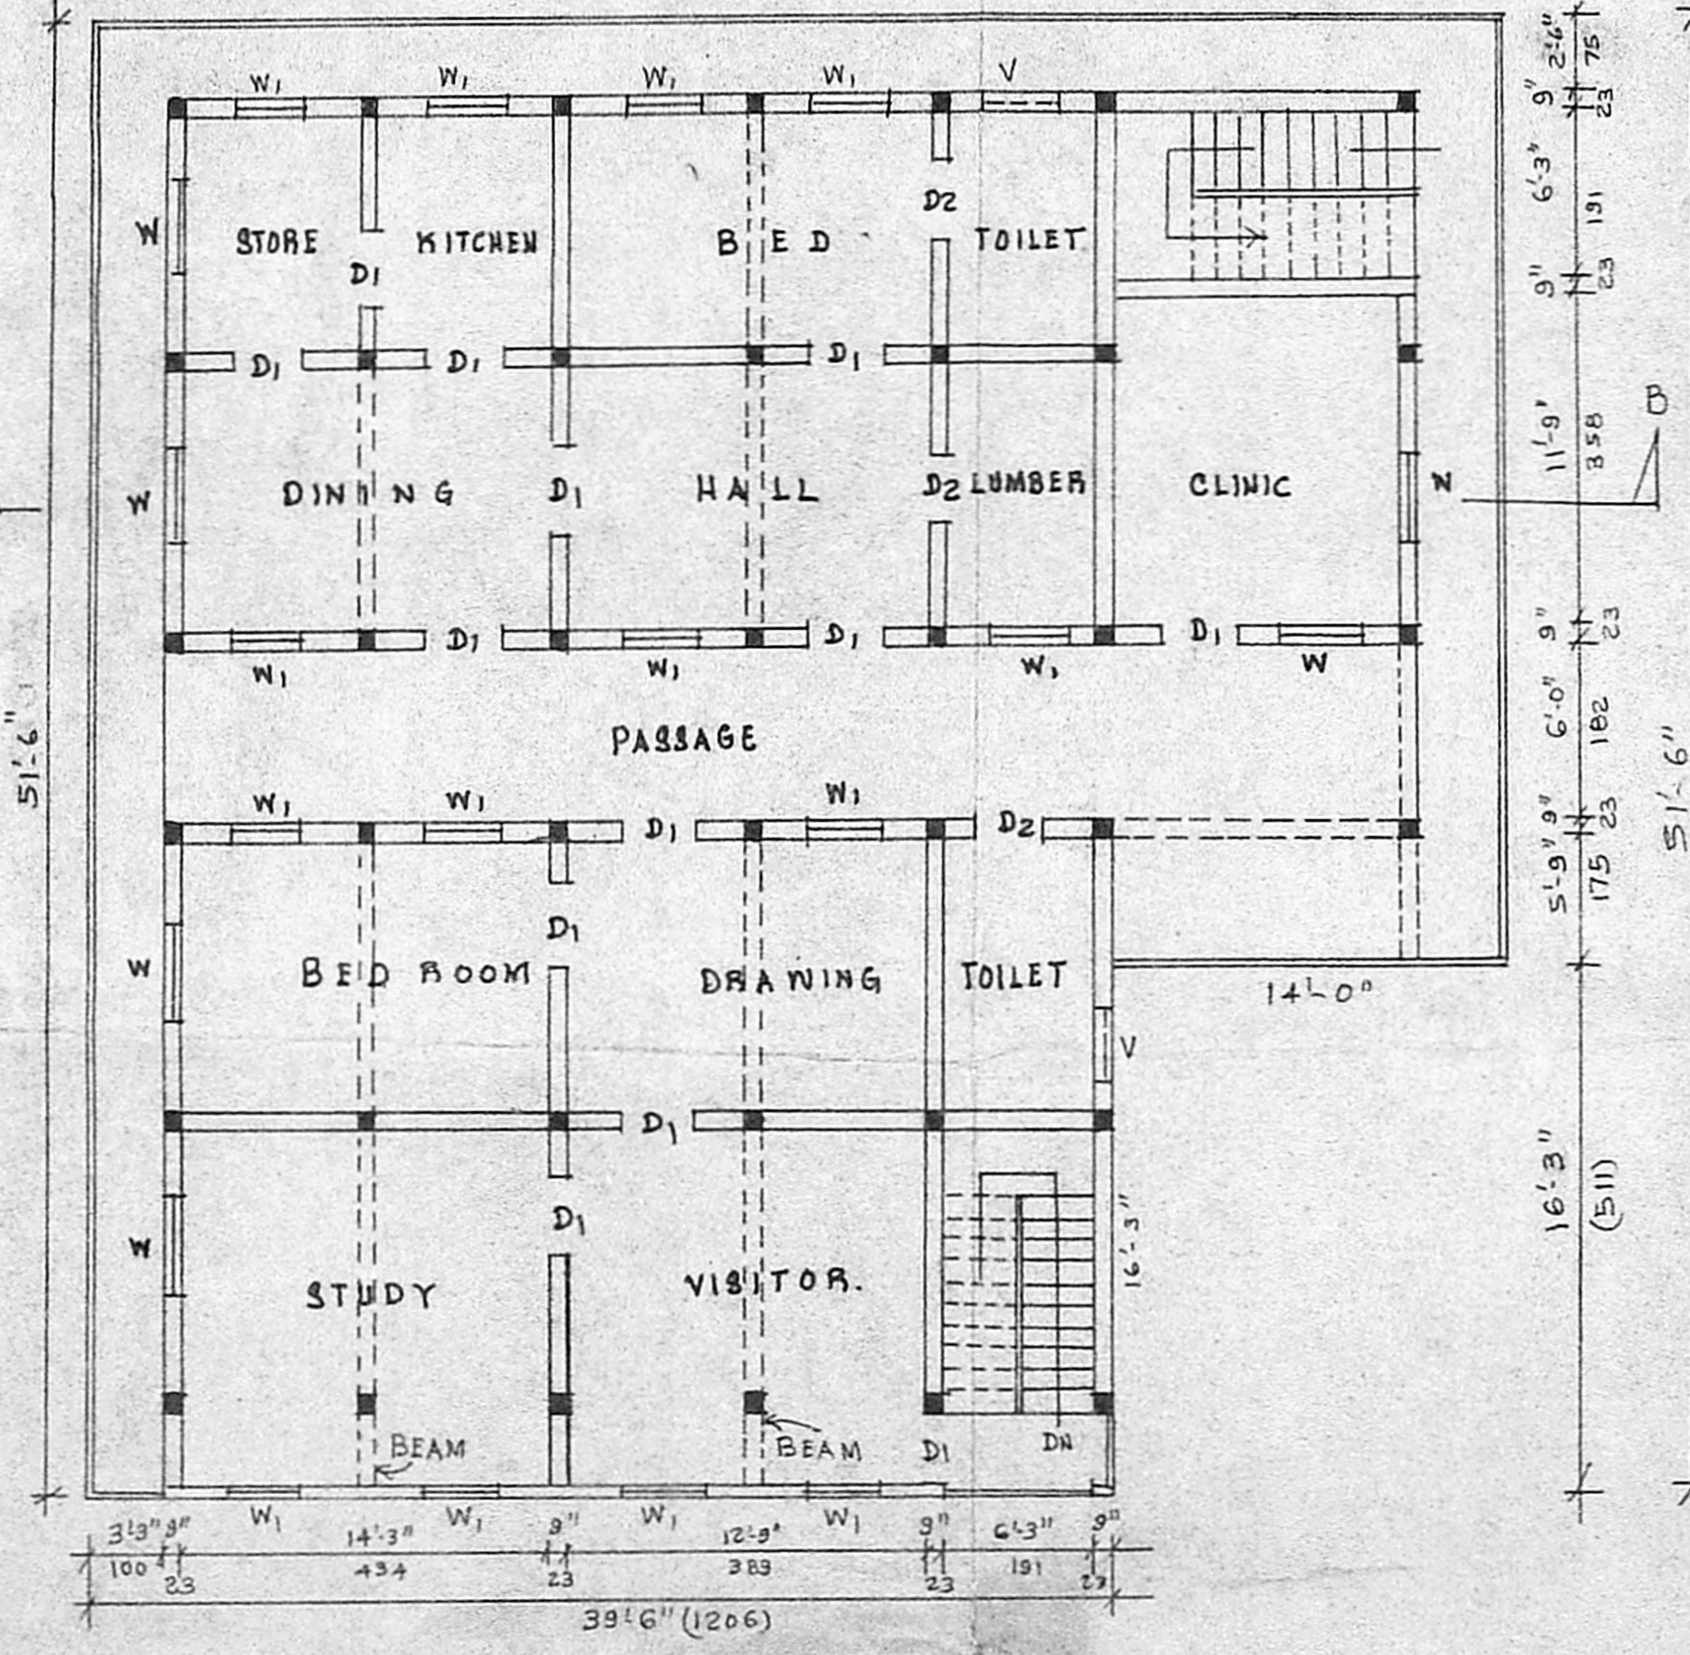 W1 W1 W1 W1 V
2'-6" 75
9" 23
6'-3" 191
9" 23
W STORE D1 KITCHEN BED D2 TOILET
D1 D1 D1
11'-9" 358
B
W DINING D1 HALL D2 LUMBER CLINIC W
D1 D1 D1
W1 W1 W1 W
9" 23
6'-0" 182
51'-6"
PASSAGE
51'-6"
W1 W1 D1 W1 D2
9" 23
5'-9" 175
D1
W BED ROOM DRAWING TOILET
14'-0"
V
D1
16'-3" (511)
16'-3"
D1
W STUDY VISITOR.
BEAM BEAM D1 DN
W1 W1 W1 W1
3'-3" 9" 14'-3" 9" 12'-9" 9" 6'-3" 9"
100 23 434 23 389 23 191 23
39'-6" (1206)